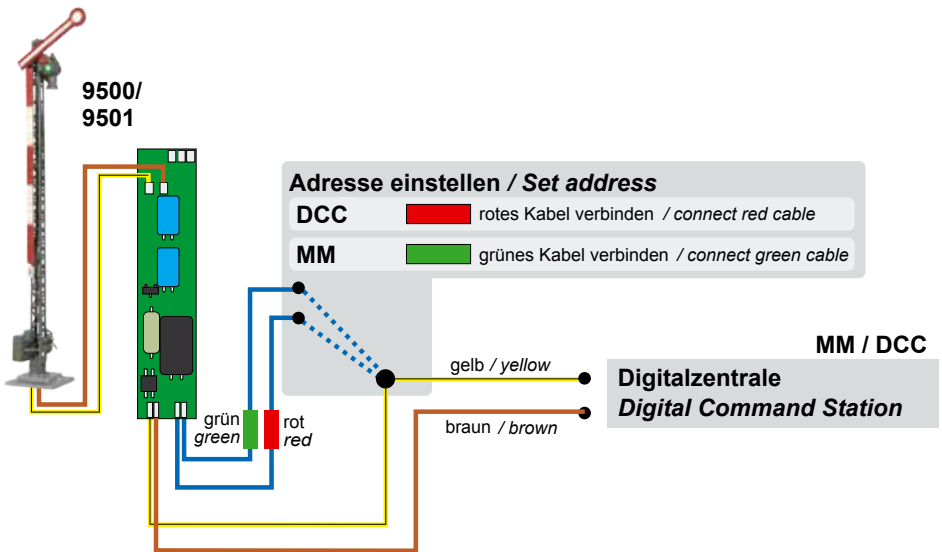 9500/
9501
Adresse einstellen / Set address
DCC rotes Kabel verbinden / connect red cable
MM grünes Kabel verbinden / connect green cable
MM / DCC
gelb / yellow
Digitalzentrale
Digital Command Station
braun / brown
grün
green
rot
red